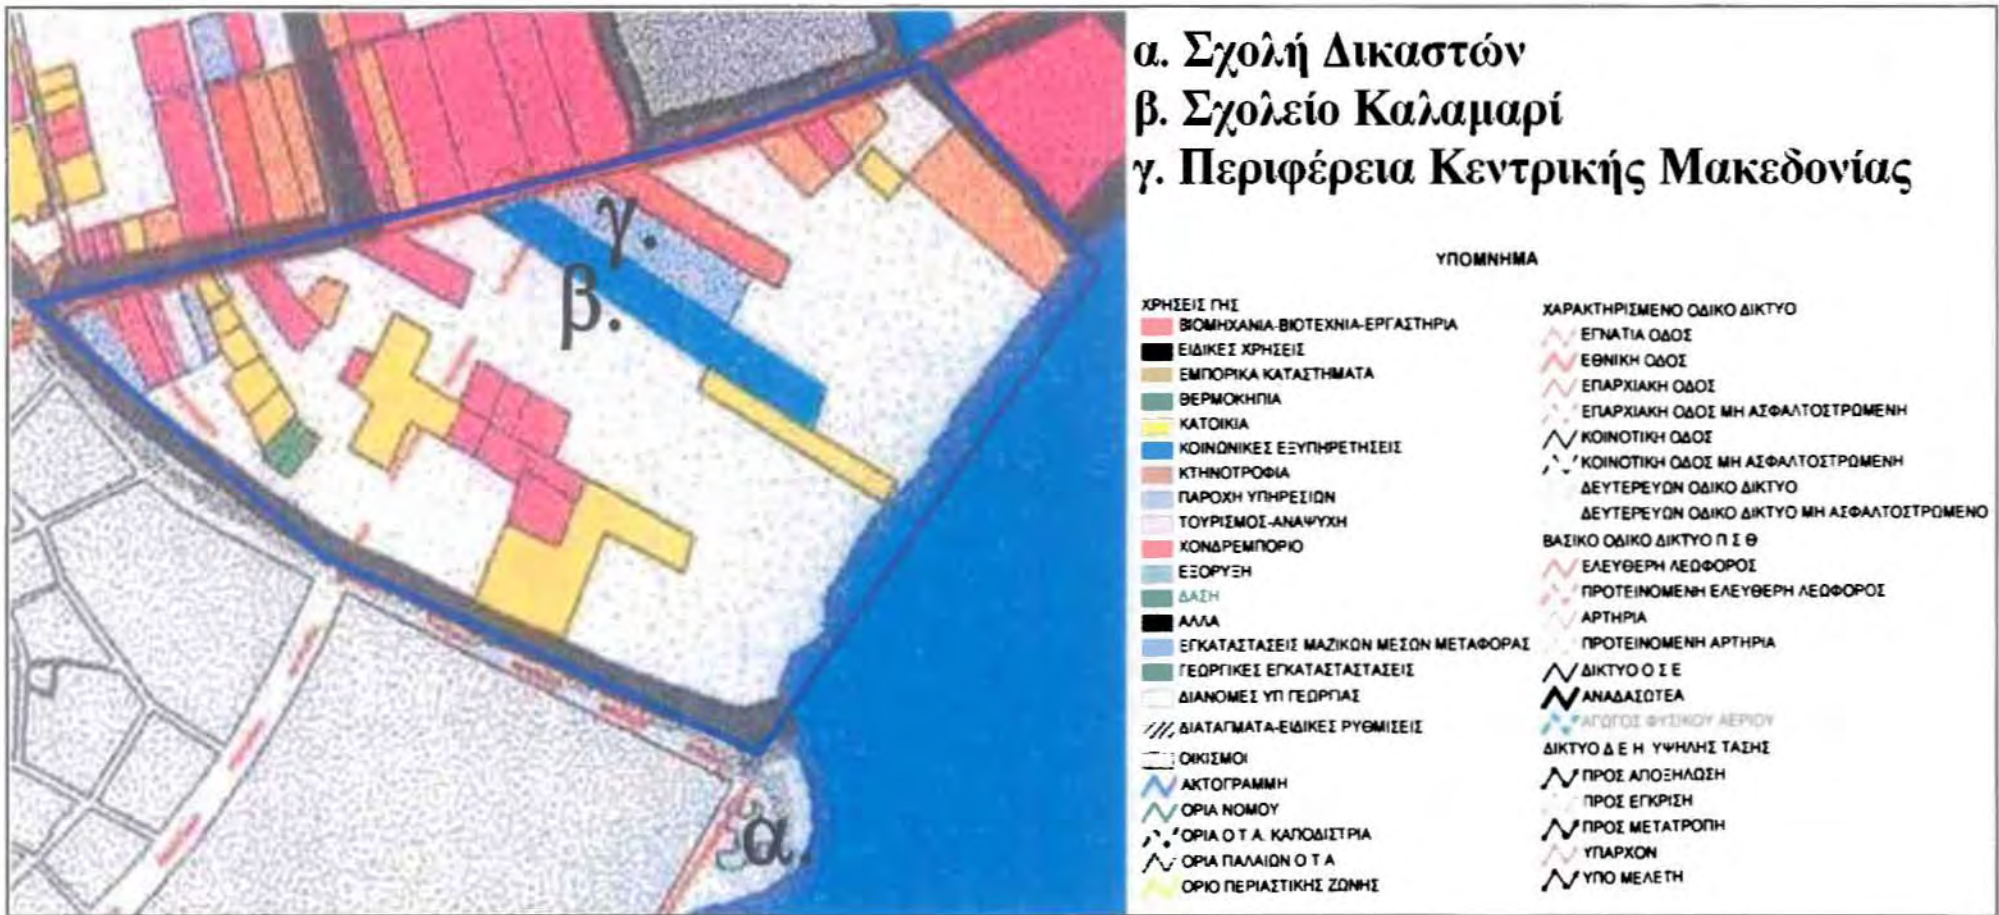 α. Σχολή Δικαστών
β. Σχολείο Καλαμαρί
γ. Περιφέρεια Κεντρικής Μακεδονίας
ΥΠΟΜΝΗΜΑ
ΧΡΗΣΕΙΣ ΓΗΣ
ΒΙΟΜΗΧΑΝΙΑ-ΒΙΟΤΕΧΝΙΑ-ΕΡΓΑΣΤΗΡΙΑ
ΕΙΔΙΚΕΣ ΧΡΗΣΕΙΣ
ΕΜΠΟΡΙΚΑ ΚΑΤΑΣΤΗΜΑΤΑ
ΘΕΡΜΟΚΗΠΙΑ
ΚΑΤΟΙΚΙΑ
ΚΟΙΝΩΝΙΚΕΣ ΕΞΥΠΗΡΕΤΗΣΕΙΣ
ΚΤΗΝΟΤΡΟΦΙΑ
ΠΑΡΟΧΗ ΥΠΗΡΕΣΙΩΝ
ΤΟΥΡΙΣΜΟΣ-ΑΝΑΨΥΧΗ
ΧΟΝΔΡΕΜΠΟΡΙΟ
ΕΞΟΡΥΞΗ
ΔΑΣΗ
ΑΛΛΑ
ΕΓΚΑΤΑΣΤΑΣΕΙΣ ΜΑΖΙΚΩΝ ΜΕΣΩΝ ΜΕΤΑΦΟΡΑΣ
ΓΕΩΡΓΙΚΕΣ ΕΓΚΑΤΑΣΤΑΣΤΑΣΕΙΣ
ΔΙΑΝΟΜΕΣ ΥΠ ΓΕΩΡΓΙΑΣ
ΔΙΑΤΑΓΜΑΤΑ-ΕΙΔΙΚΕΣ ΡΥΘΜΙΣΕΙΣ
ΟΙΚΙΣΜΟΙ
ΑΚΤΟΓΡΑΜΜΗ
ΟΡΙΑ ΝΟΜΟΥ
ΟΡΙΑ Ο Τ Α. ΚΑΠΟΔΙΣΤΡΙΑ
ΟΡΙΑ ΠΑΛΑΙΩΝ Ο Τ Α
ΟΡΙΟ ΠΕΡΙΑΣΤΙΚΗΣ ΖΩΝΗΣ
ΧΑΡΑΚΤΗΡΙΣΜΕΝΟ ΟΔΙΚΟ ΔΙΚΤΥΟ
ΕΓΝΑΤΙΑ ΟΔΟΣ
ΕΘΝΙΚΗ ΟΔΟΣ
ΕΠΑΡΧΙΑΚΗ ΟΔΟΣ
ΕΠΑΡΧΙΑΚΗ ΟΔΟΣ ΜΗ ΑΣΦΑΛΤΟΣΤΡΩΜΕΝΗ
ΚΟΙΝΟΤΙΚΗ ΟΔΟΣ
ΚΟΙΝΟΤΙΚΗ ΟΔΟΣ ΜΗ ΑΣΦΑΛΤΟΣΤΡΩΜΕΝΗ
ΔΕΥΤΕΡΕΥΩΝ ΟΔΙΚΟ ΔΙΚΤΥΟ
ΔΕΥΤΕΡΕΥΩΝ ΟΔΙΚΟ ΔΙΚΤΥΟ ΜΗ ΑΣΦΑΛΤΟΣΤΡΩΜΕΝΟ
ΒΑΣΙΚΟ ΟΔΙΚΟ ΔΙΚΤΥΟ Π Σ Θ
ΕΛΕΥΘΕΡΗ ΛΕΩΦΟΡΟΣ
ΠΡΟΤΕΙΝΟΜΕΝΗ ΕΛΕΥΘΕΡΗ ΛΕΩΦΟΡΟΣ
ΑΡΤΗΡΙΑ
ΠΡΟΤΕΙΝΟΜΕΝΗ ΑΡΤΗΡΙΑ
ΔΙΚΤΥΟ Ο Σ Ε
ΑΝΑΔΑΣΩΤΕΑ
ΑΓΩΓΟΣ ΦΥΣΙΚΟΥ ΑΕΡΙΟΥ
ΔΙΚΤΥΟ Δ Ε Η ΥΨΗΛΗΣ ΤΑΣΗΣ
ΠΡΟΣ ΑΠΟΞΗΛΩΣΗ
ΠΡΟΣ ΕΓΚΡΙΣΗ
ΠΡΟΣ ΜΕΤΑΤΡΟΠΗ
ΥΠΑΡΧΟΝ
ΥΠΟ ΜΕΛΕΤΗ
γ.
β.
α.